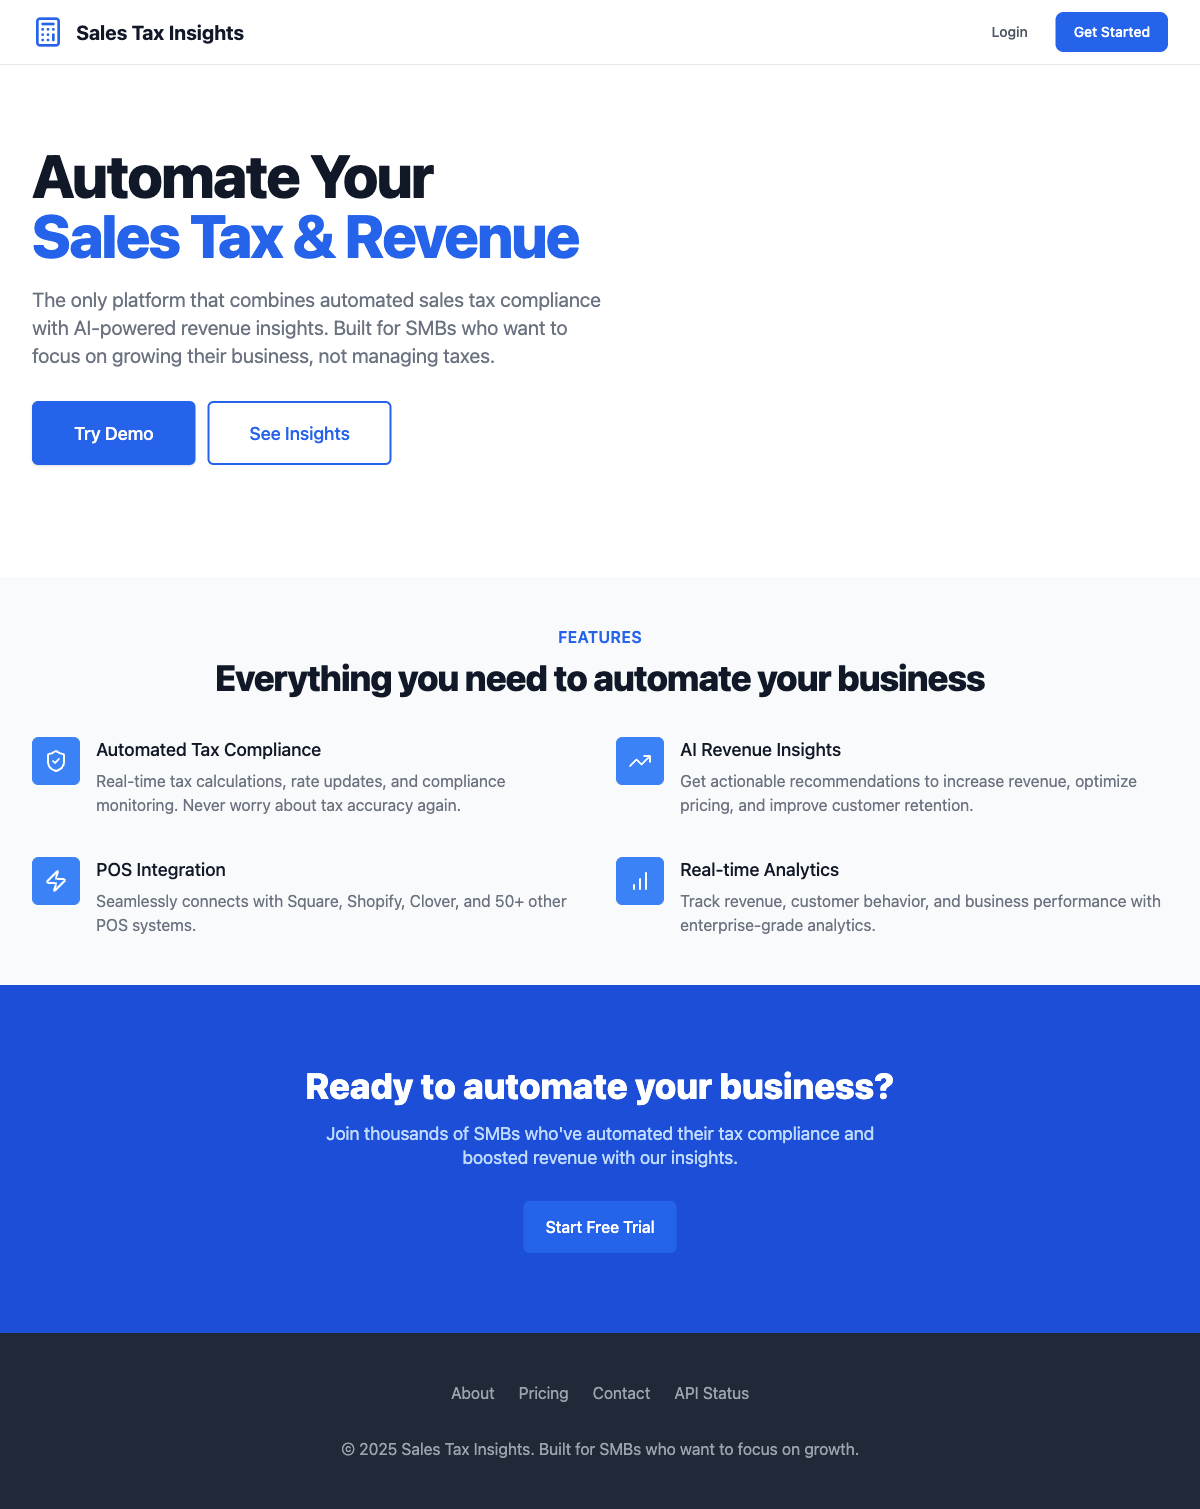 Sales Tax Insights
Login
Get Started
Automate Your
Sales Tax & Revenue
The only platform that combines automated sales tax compliance
with AI-powered revenue insights. Built for SMBs who want to
focus on growing their business, not managing taxes.
Try Demo
See Insights
FEATURES
Everything you need to automate your business
Automated Tax Compliance
Real-time tax calculations, rate updates, and compliance
monitoring. Never worry about tax accuracy again.
AI Revenue Insights
Get actionable recommendations to increase revenue, optimize
pricing, and improve customer retention.
POS Integration
Seamlessly connects with Square, Shopify, Clover, and 50+ other
POS systems.
Real-time Analytics
Track revenue, customer behavior, and business performance with
enterprise-grade analytics.
Ready to automate your business?
Join thousands of SMBs who've automated their tax compliance and
boosted revenue with our insights.
Start Free Trial
About
Pricing
Contact
API Status
© 2025 Sales Tax Insights. Built for SMBs who want to focus on growth.